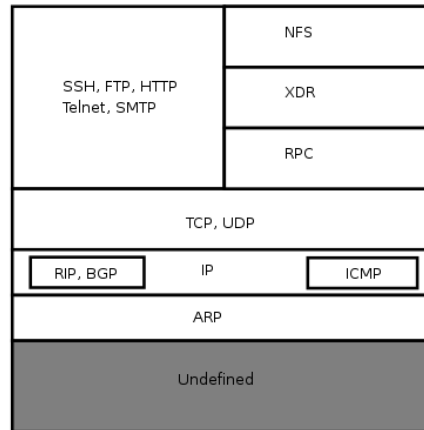 SSH, FTP, HTTP
Telnet, SMTP
NFS
XDR
RPC
TCP, UDP
RIP, BGP
IP
ICMP
ARP
Undefined